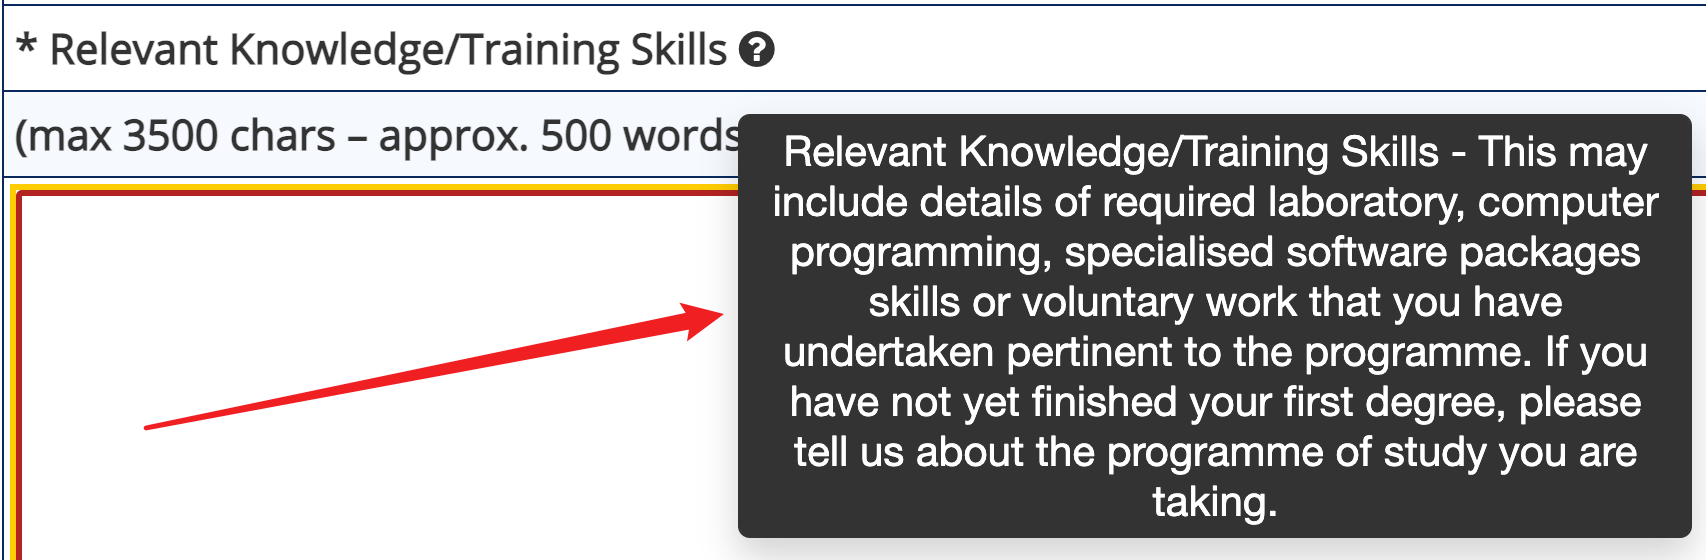 * Relevant Knowledge/Training Skills ?
(max 3500 chars – approx. 500 words
Relevant Knowledge/Training Skills - This may
include details of required laboratory, computer
programming, specialised software packages
skills or voluntary work that you have
undertaken pertinent to the programme. If you
have not yet finished your first degree, please
tell us about the programme of study you are
taking.